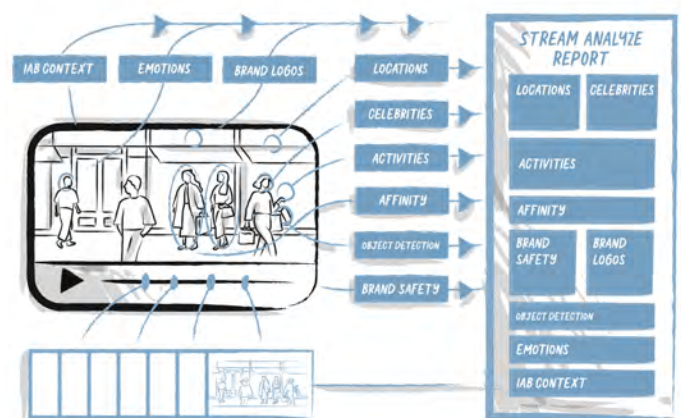 IAB CONTEXT
EMOTIONS
BRAND LOGOS
LOCATIONS
CELEBRITIES
ACTIVITIES
AFFINITY
OBJECT DETECTION
BRAND SAFETY
STREAM ANALYZE
REPORT
LOCATIONS
CELEBRITIES
ACTIVITIES
AFFINITY
BRAND
SAFETY
BRAND
LOGOS
OBJECT DETECTION
EMOTIONS
IAB CONTEXT